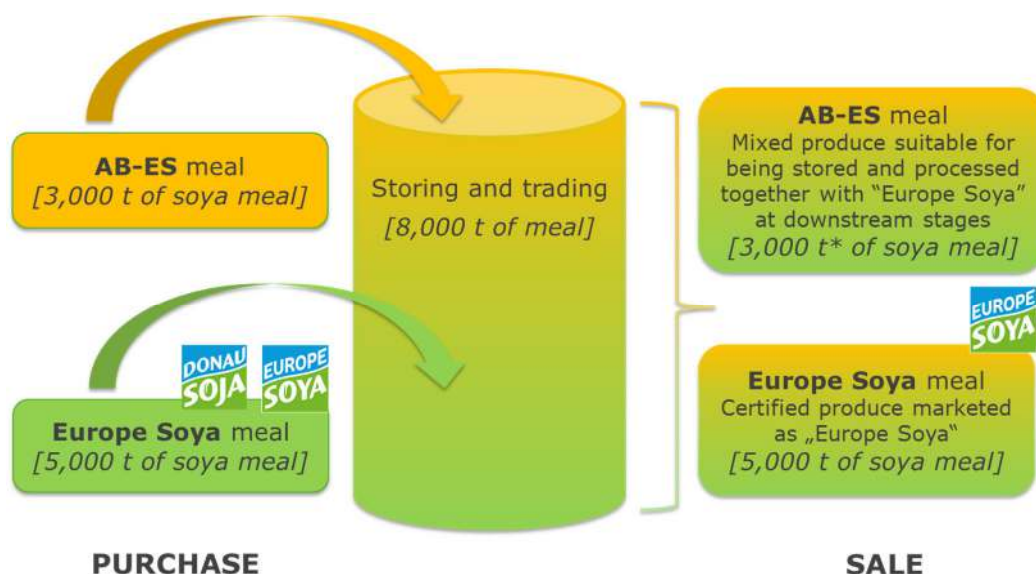 AB-ES meal
[3,000 t of soya meal]
DONAU
SOJA
EUROPE
SOYA
Europe Soya meal
[5,000 t of soya meal]
PURCHASE
Storing and trading
[8,000 t of meal]
AB-ES meal
Mixed produce suitable for
being stored and processed
together with “Europe Soya”
at downstream stages
[3,000 t* of soya meal]
EUROPE
SOYA
Europe Soya meal
Certified produce marketed
as „Europe Soya“
[5,000 t of soya meal]
SALE